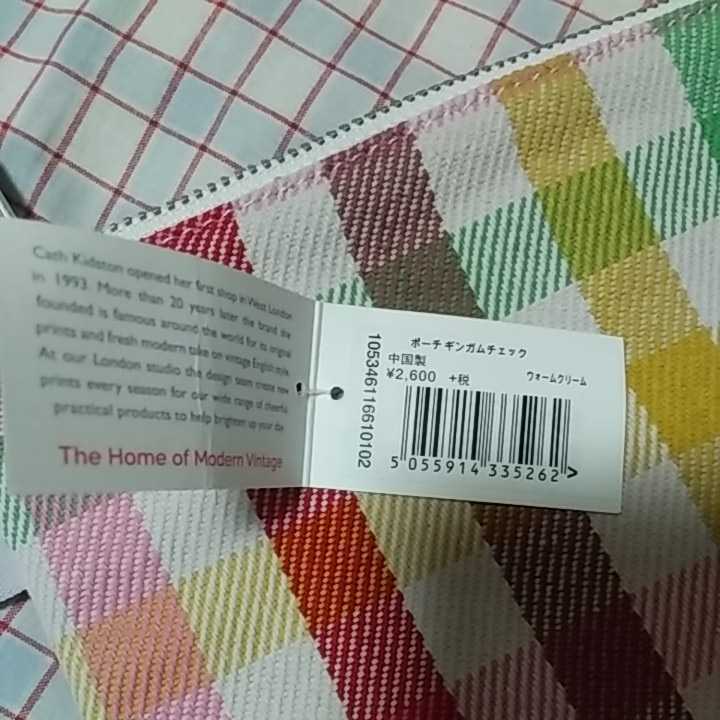 Cath Kidston opened her first shop in West London
in 1993. More than 20 years later the brand she
founded is famous around the world for its original
prints and fresh modern take on vintage English style.
At our London studio the design team create new
prints every season for our wide range of cheerful
practical products to help brighten up your day
The Home of Modern Vintage
ポーチ ギンガムチェック
中国製
¥2,600 +税
ウォームクリーム
105346116610102
5 055914 335262 >